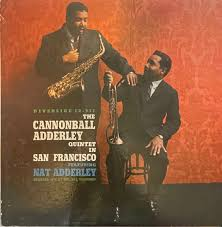 RIVERSIDE 12-311
THE
CANNONBALL
ADDERLEY
QUINTET IN
SAN FRANCISCO
FEATURING
NAT ADDERLEY